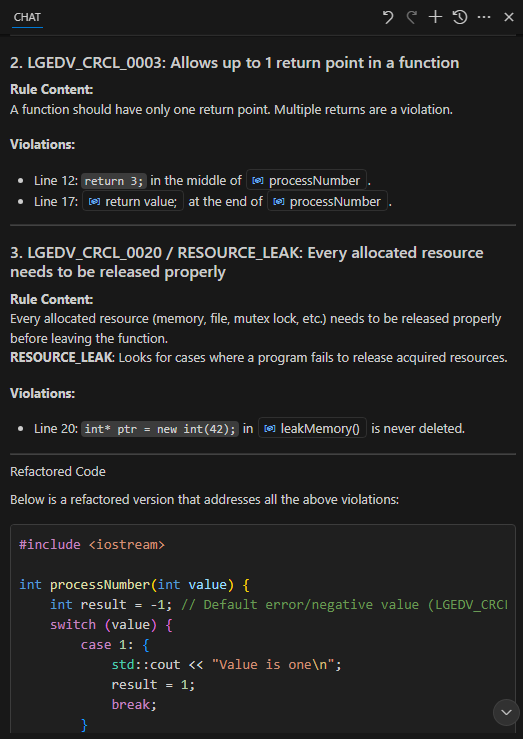 CHAT
2. LGEDV_CRCL_0003: Allows up to 1 return point in a function
Rule Content:
A function should have only one return point. Multiple returns are a violation.
Violations:
• Line 12: return 3; in the middle of processNumber .
• Line 17: return value; at the end of processNumber .
3. LGEDV_CRCL_0020 / RESOURCE_LEAK: Every allocated resource
needs to be released properly
Rule Content:
Every allocated resource (memory, file, mutex lock, etc.) needs to be released properly
before leaving the function.
RESOURCE_LEAK: Looks for cases where a program fails to release acquired resources.
Violations:
• Line 20: int* ptr = new int(42); in leakMemory() is never deleted.
Refactored Code
Below is a refactored version that addresses all the above violations:
#include <iostream>
int processNumber(int value) {
    int result = -1; // Default error/negative value (LGEDV_CRCL
    switch (value) {
        case 1: {
            std::cout << "Value is one\n";
            result = 1;
            break;
        }